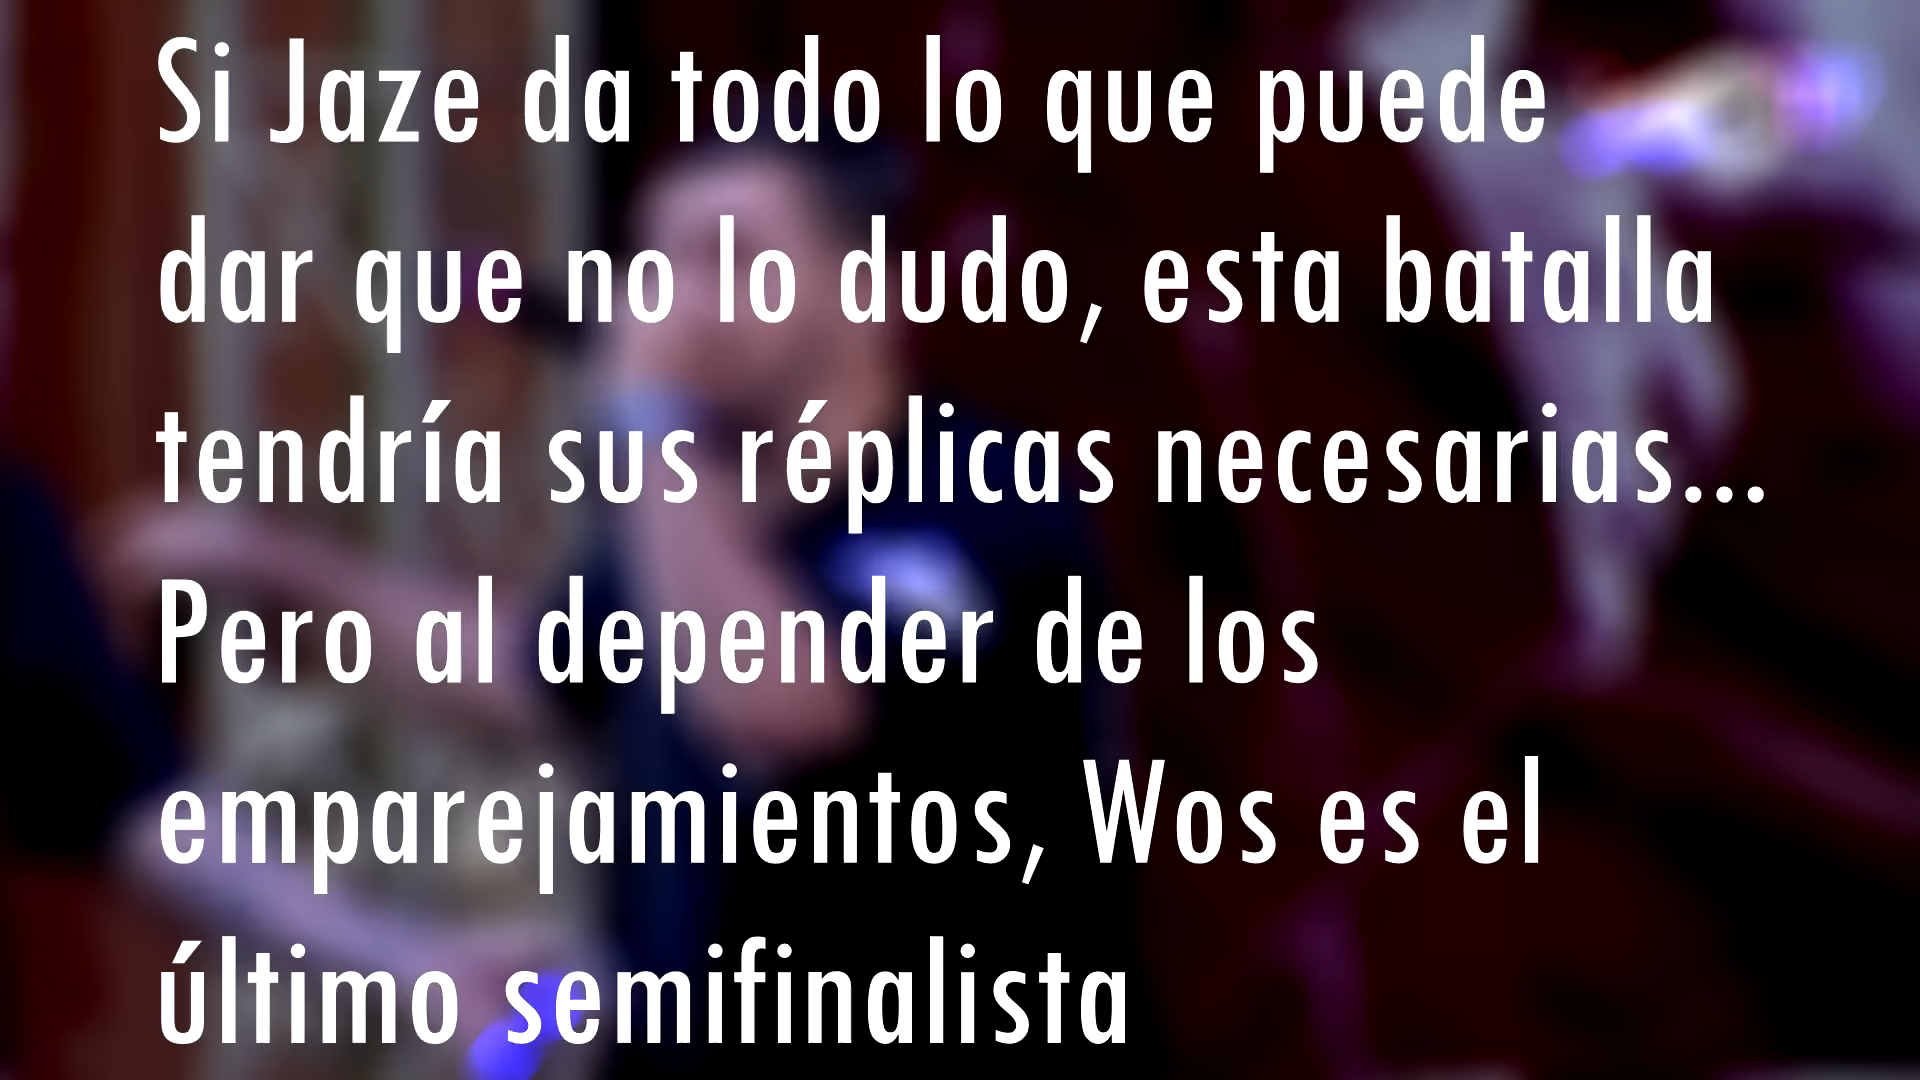 Si Jaze da todo lo que puede
dar que no lo dudo, esta batalla
tendría sus réplicas necesarias...
Pero al depender de los
emparejamientos, Wos es el
último semifinalista